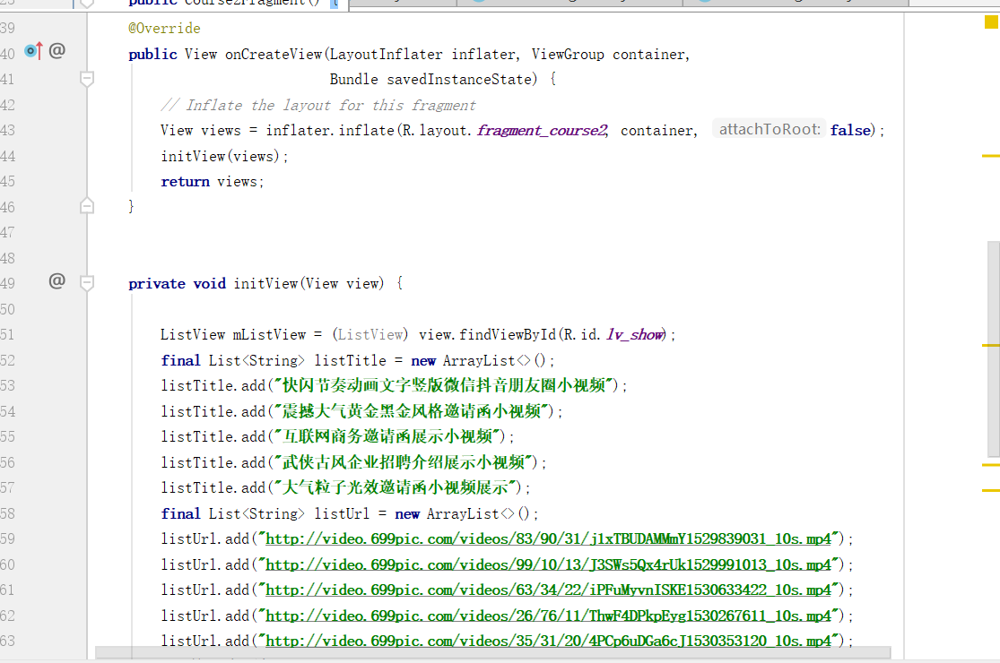 public Course2Fragment() {
39 @Override
40 public View onCreateView(LayoutInflater inflater, ViewGroup container,
41 Bundle savedInstanceState) {
42 // Inflate the layout for this fragment
43 View views = inflater.inflate(R.layout.fragment_course2, container, attachToRoot: false);
44 initView(views);
45 return views;
46 }
47
48
49 private void initView(View view) {
50
51 ListView mListView = (ListView) view.findViewById(R.id.lv_show);
52 final List<String> listTitle = new ArrayList<>();
53 listTitle.add("快闪节奏动画文字竖版微信抖音朋友圈小视频");
54 listTitle.add("震撼大气黄金黑金风格邀请函小视频");
55 listTitle.add("互联网商务邀请函展示小视频");
56 listTitle.add("武侠古风企业招聘介绍展示小视频");
57 listTitle.add("大气粒子光效邀请函小视频展示");
58 final List<String> listUrl = new ArrayList<>();
59 listUrl.add("http://video.699pic.com/videos/83/90/31/j1xTBUDAMMmY1529839031_10s.mp4");
60 listUrl.add("http://video.699pic.com/videos/99/10/13/J3SWs5Qx4rUk1529991013_10s.mp4");
61 listUrl.add("http://video.699pic.com/videos/63/34/22/iPFuMyvnISKE1530633422_10s.mp4");
62 listUrl.add("http://video.699pic.com/videos/26/76/11/ThwF4DPkpEyg1530267611_10s.mp4");
63 listUrl.add("http://video.699pic.com/videos/35/31/20/4PCp6uDGa6cJ1530353120_10s.mp4");